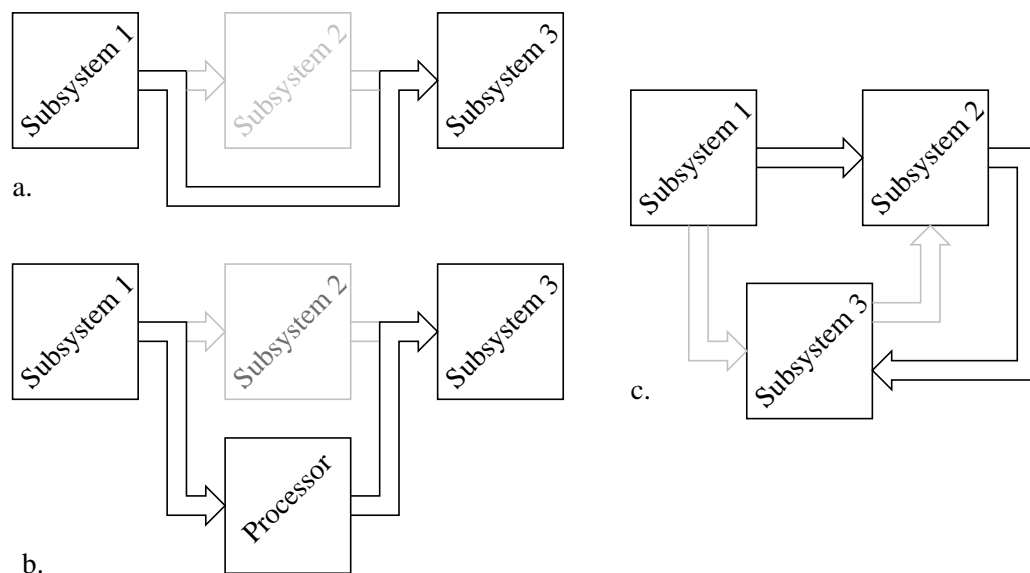 Subsystem 1
Subsystem 2
Subsystem 3
a.
Subsystem 1
Subsystem 2
Subsystem 3
Processor
b.
Subsystem 1
Subsystem 2
Subsystem 3
c.